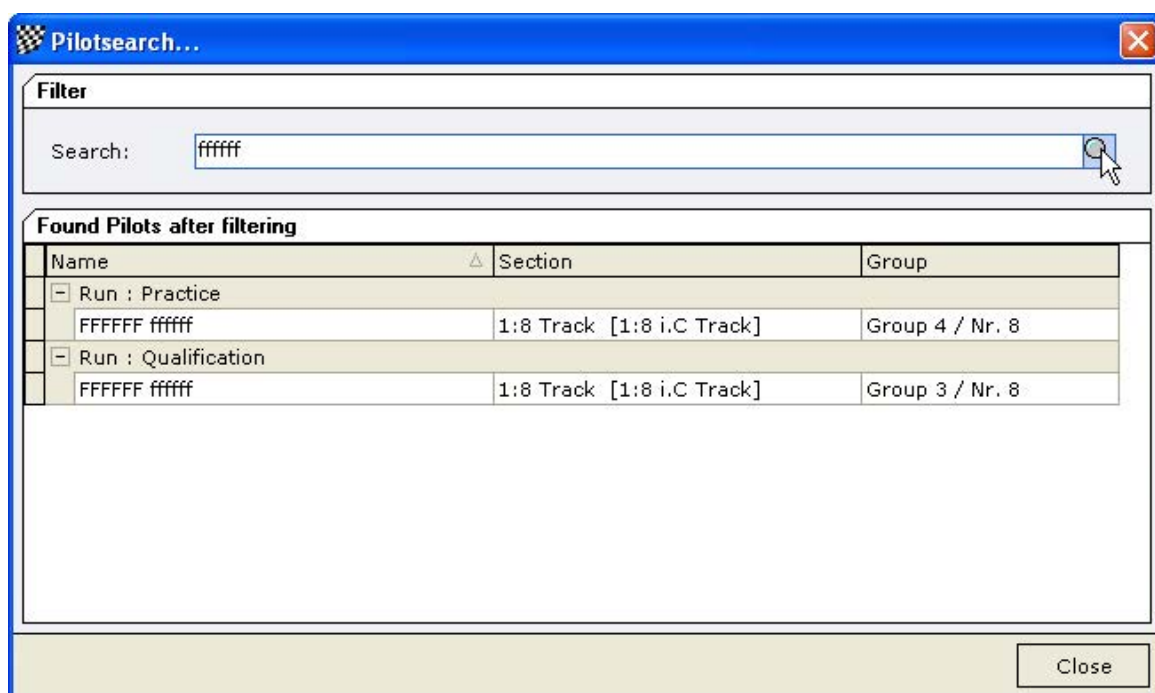 Pilotsearch...
Filter
Search: ffffff
Found Pilots after filtering
Name Section Group
Run : Practice
FFFFFF ffffff 1:8 Track [1:8 i.C Track] Group 4 / Nr. 8
Run : Qualification
FFFFFF ffffff 1:8 Track [1:8 i.C Track] Group 3 / Nr. 8
Close